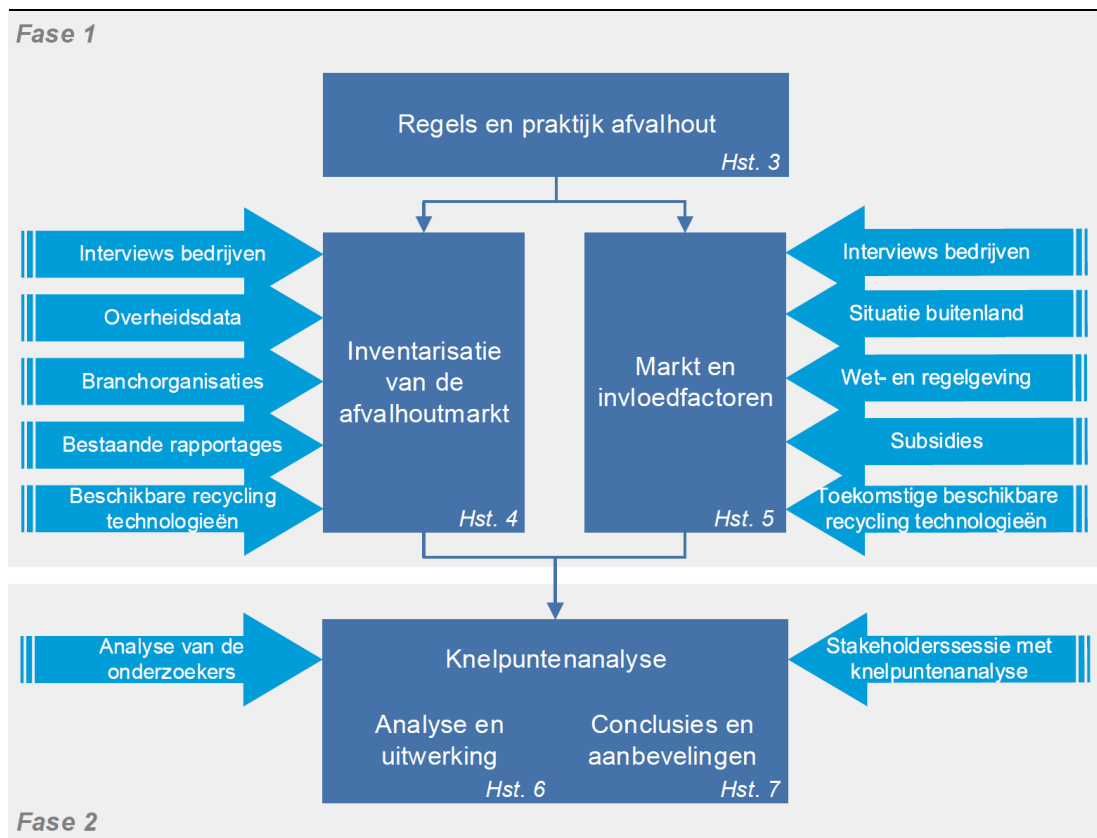 Fase 1
Regels en praktijk afvalhout
Hst. 3
Interviews bedrijven
Overheidsdata
Branchorganisaties
Bestaande rapportages
Beschikbare recycling
technologieën
Inventarisatie
van de
afvalhoutmarkt
Hst. 4
Markt en
invloedfactoren
Hst. 5
Interviews bedrijven
Situatie buitenland
Wet- en regelgeving
Subsidies
Toekomstige beschikbare
recycling technologieën
Analyse van de
onderzoekers
Knelpuntenanalyse
Analyse en
uitwerking
Hst. 6
Conclusies en
aanbevelingen
Hst. 7
Stakeholderssessie met
knelpuntenanalyse
Fase 2